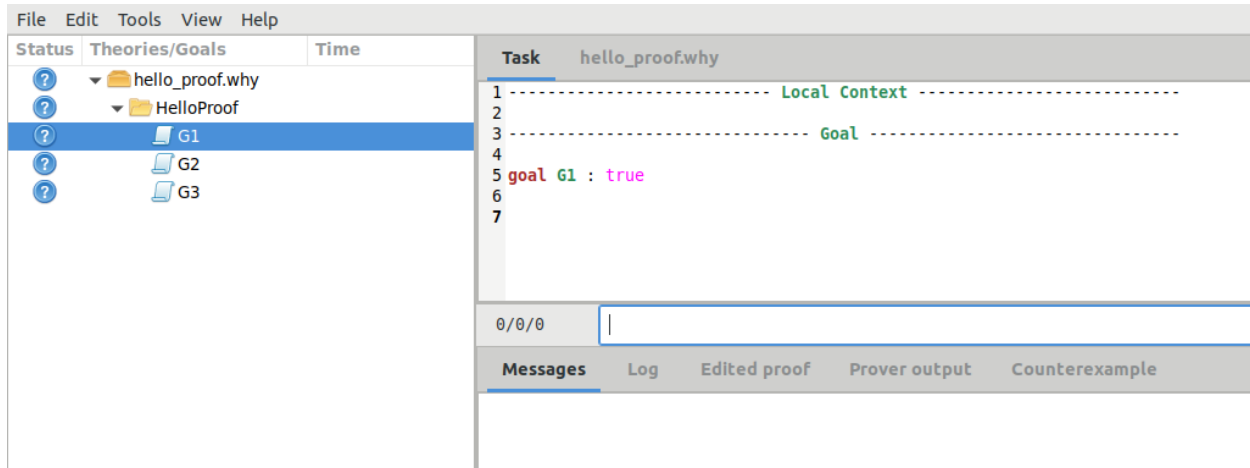 File Edit Tools View Help
Status Theories/Goals Time
hello_proof.why
HelloProof
G1
G2
G3
Task hello_proof.why
1 --------------------------- Local Context ---------------------------
2
3 ------------------------------- Goal --------------------------------
4
5 goal G1 : true
6
7
0/0/0
Messages Log Edited proof Prover output Counterexample